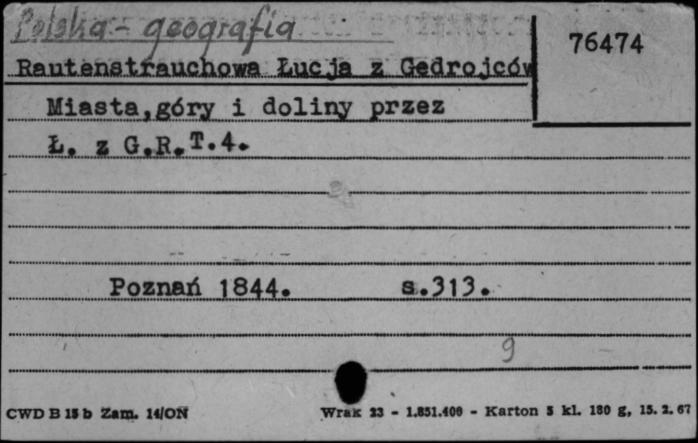 Polska - geografia
76474
Rautenstrauchowa Łucja z Gedrojców
Miasta,góry i doliny przez
Ł. z G.R.T.4.
Poznań 1844. s.313.
9
CWD B 15 b Zam. 14/ON Wrak 23 - 1.851.400 - Karton 5 kl. 180 g, 15. 2. 67